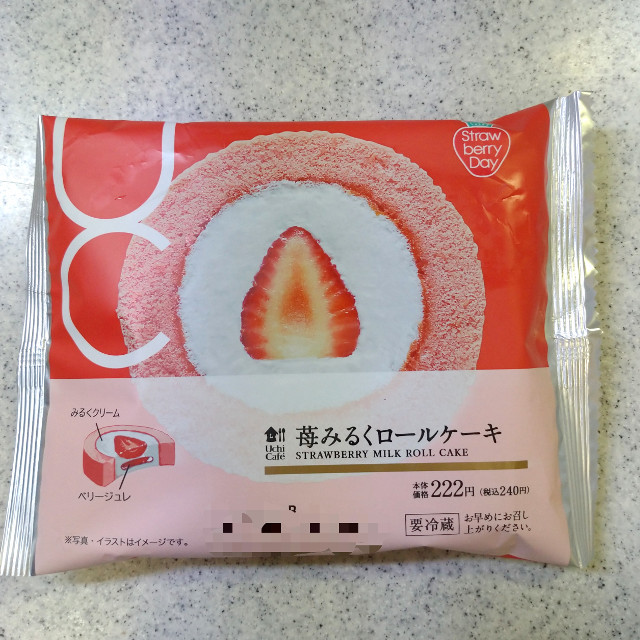 UC
Straw
berry
Day
みるくクリーム
ベリージュレ
Uchi
Café
苺みるくロールケーキ
STRAWBERRY MILK ROLL CAKE
本体
価格 222円 (税込240円)
要冷蔵
お早めにお召し
上がりください。
※写真・イラストはイメージです。